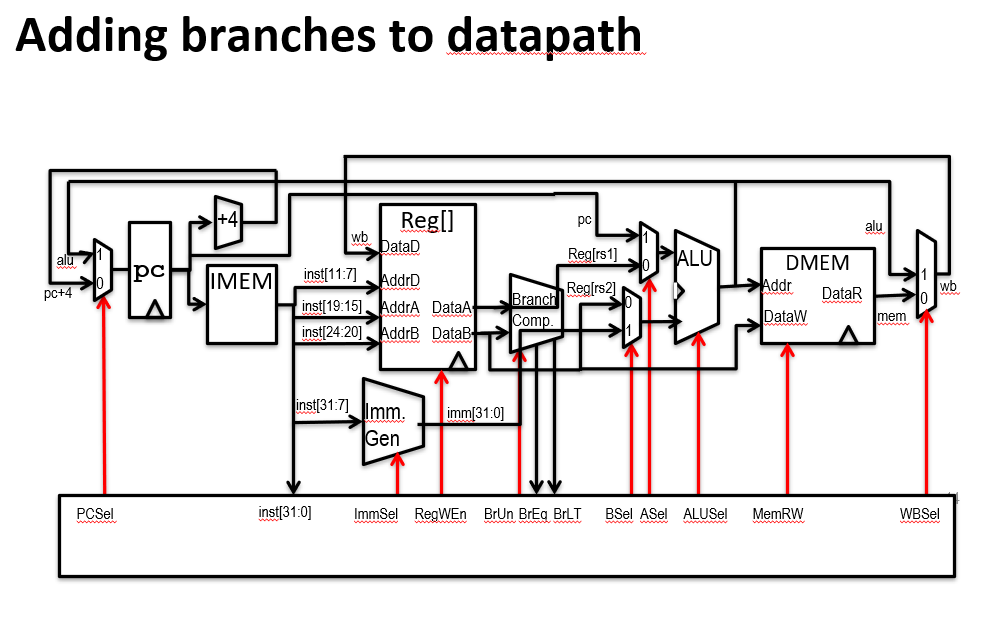 Adding branches to datapath
+4
Reg[]
pc
wb
DataD
alu
1
0
pc+4
pc
IMEM
inst[11:7]
AddrD
inst[19:15]
AddrA
DataA
inst[24:20]
AddrB
DataB
Branch
Comp.
Reg[rs1]
Reg[rs2]
1
0
0
1
ALU
DMEM
Addr
DataR
DataW
alu
mem
1
0
wb
inst[31:7]
Imm.
Gen
imm[31:0]
PCSel
inst[31:0]
ImmSel
RegWEn
BrUn
BrEq
BrLT
BSel
ASel
ALUSel
MemRW
WBSel